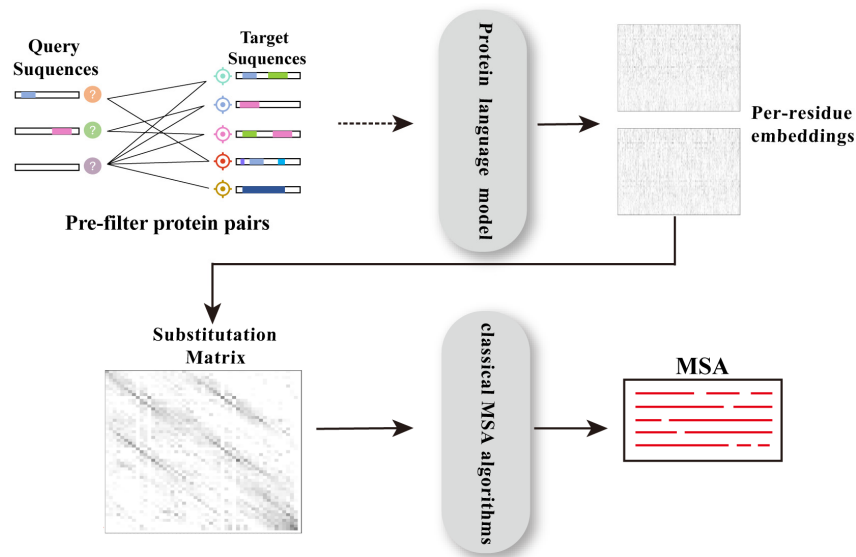 Query
Suquences
Target
Suquences
?
?
?
Pre-filter protein pairs
Protein language model
Per-residue
embeddings
Substitutation
Matrix
classical MSA algorithms
MSA